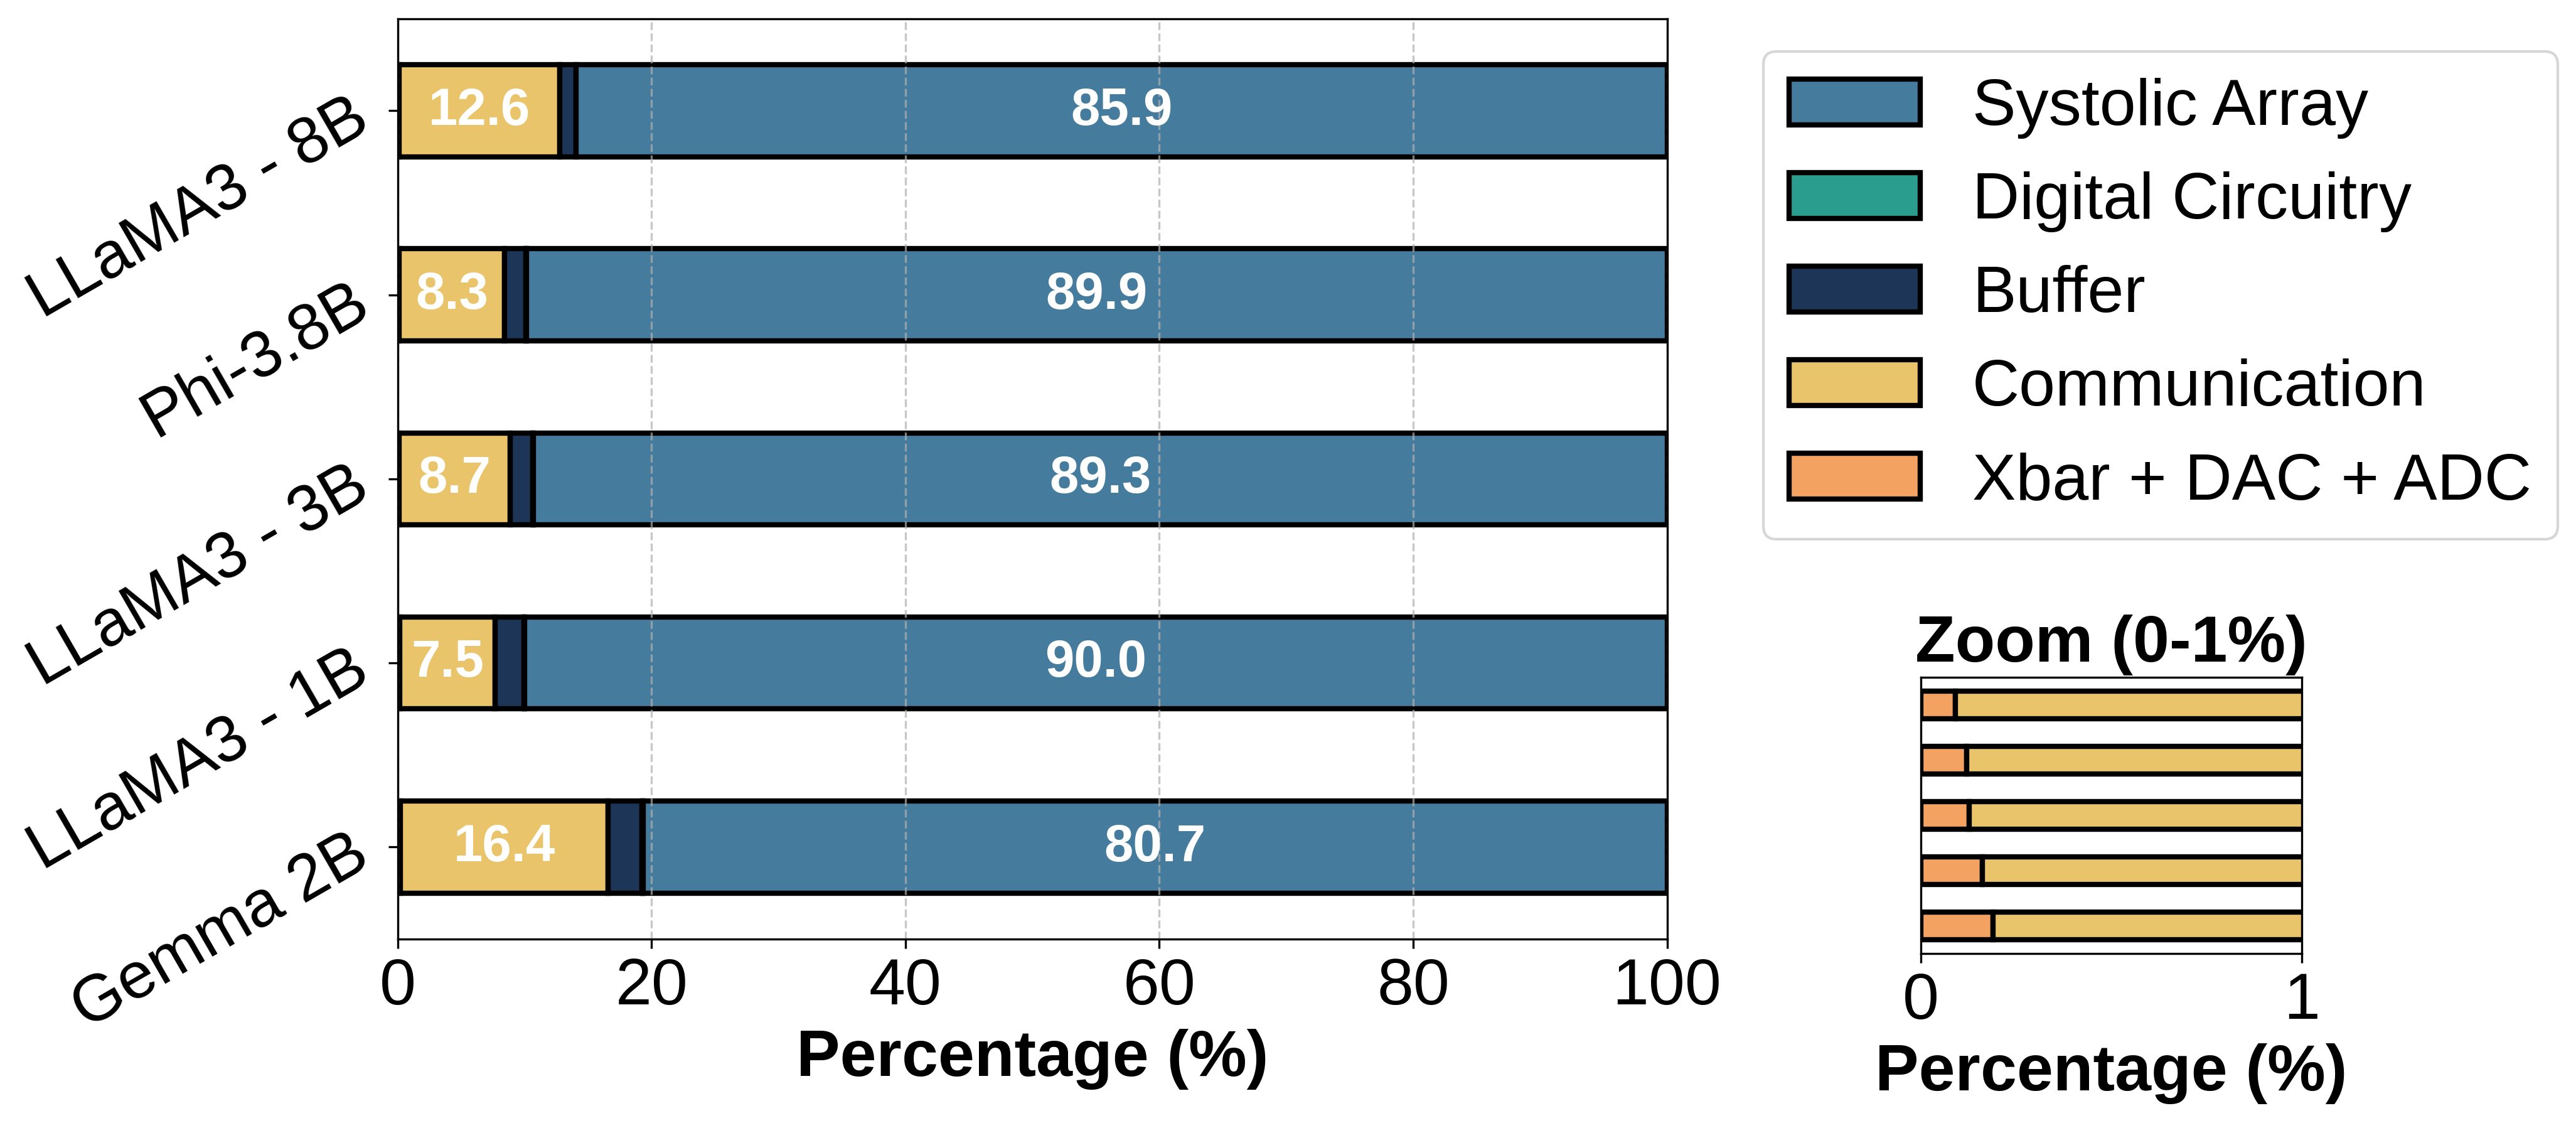 LLaMA3 - 8B
12.6
85.9
Phi-3.8B
8.3
89.9
LLaMA3 - 3B
8.7
89.3
LLaMA3 - 1B
7.5
90.0
Gemma 2B
16.4
80.7
0 20 40 60 80 100
Percentage (%)
Systolic Array
Digital Circuitry
Buffer
Communication
Xbar + DAC + ADC
Zoom (0-1%)
0 1
Percentage (%)